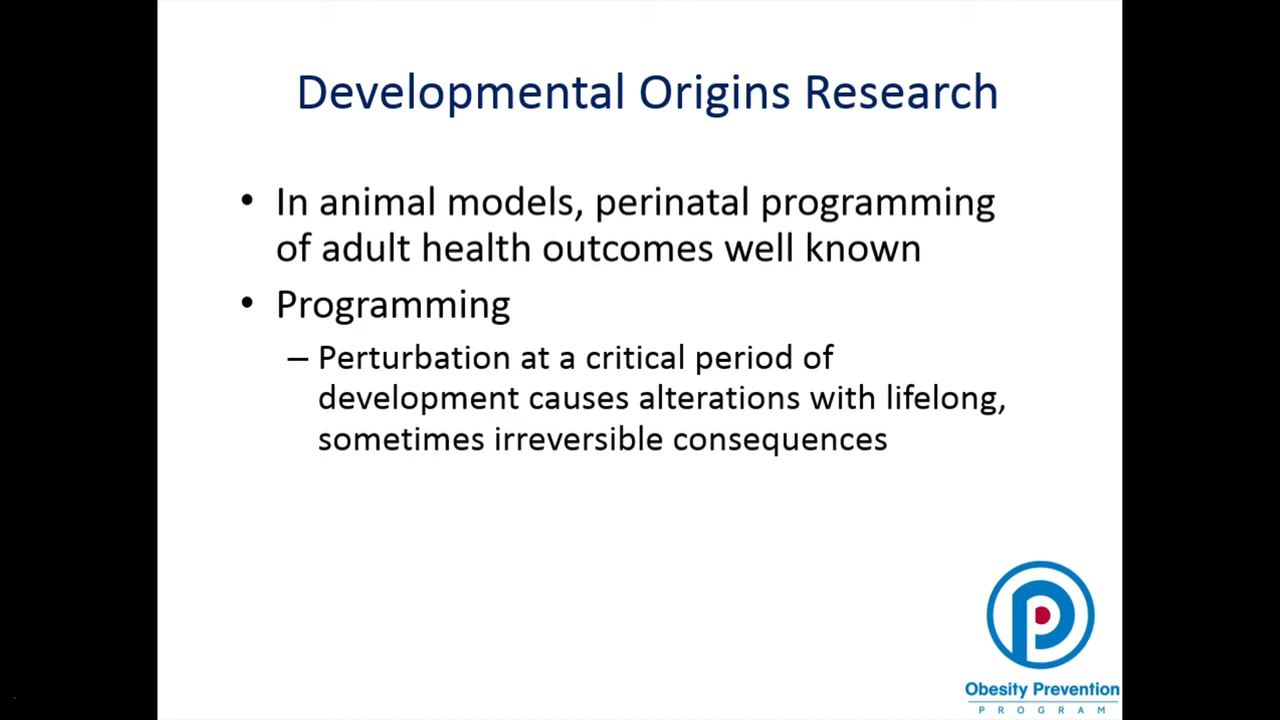 Developmental Origins Research
• In animal models, perinatal programming
of adult health outcomes well known
• Programming
– Perturbation at a critical period of
development causes alterations with lifelong,
sometimes irreversible consequences
Obesity Prevention
PROGRAM